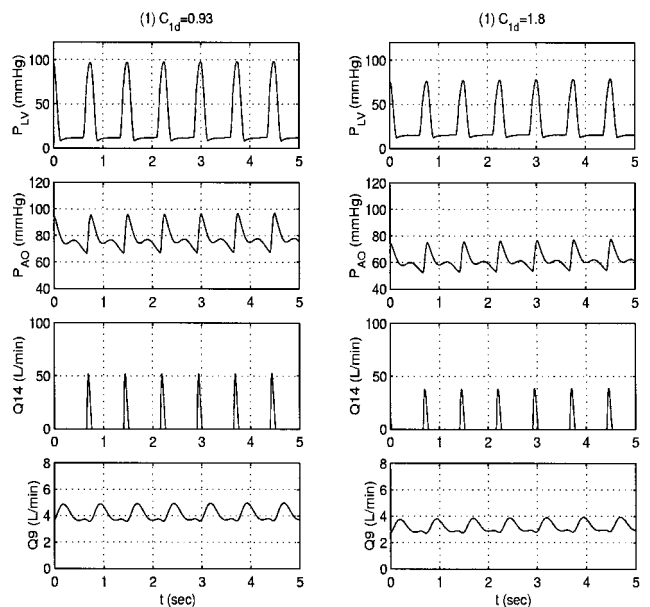 (1) C1d=0.93
PLV (mmHg)
100
50
0
0 1 2 3 4 5
PAO (mmHg)
120
100
80
60
40
0 1 2 3 4 5
Q14 (L/min)
100
50
0
0 1 2 3 4 5
Q9 (L/min)
8
6
4
2
0
0 1 2 3 4 5
t (sec)
(1) C1d=1.8
PLV (mmHg)
100
50
0
0 1 2 3 4 5
PAO (mmHg)
120
100
80
60
40
0 1 2 3 4 5
Q14 (L/min)
100
50
0
0 1 2 3 4 5
Q9 (L/min)
8
6
4
2
0
0 1 2 3 4 5
t (sec)